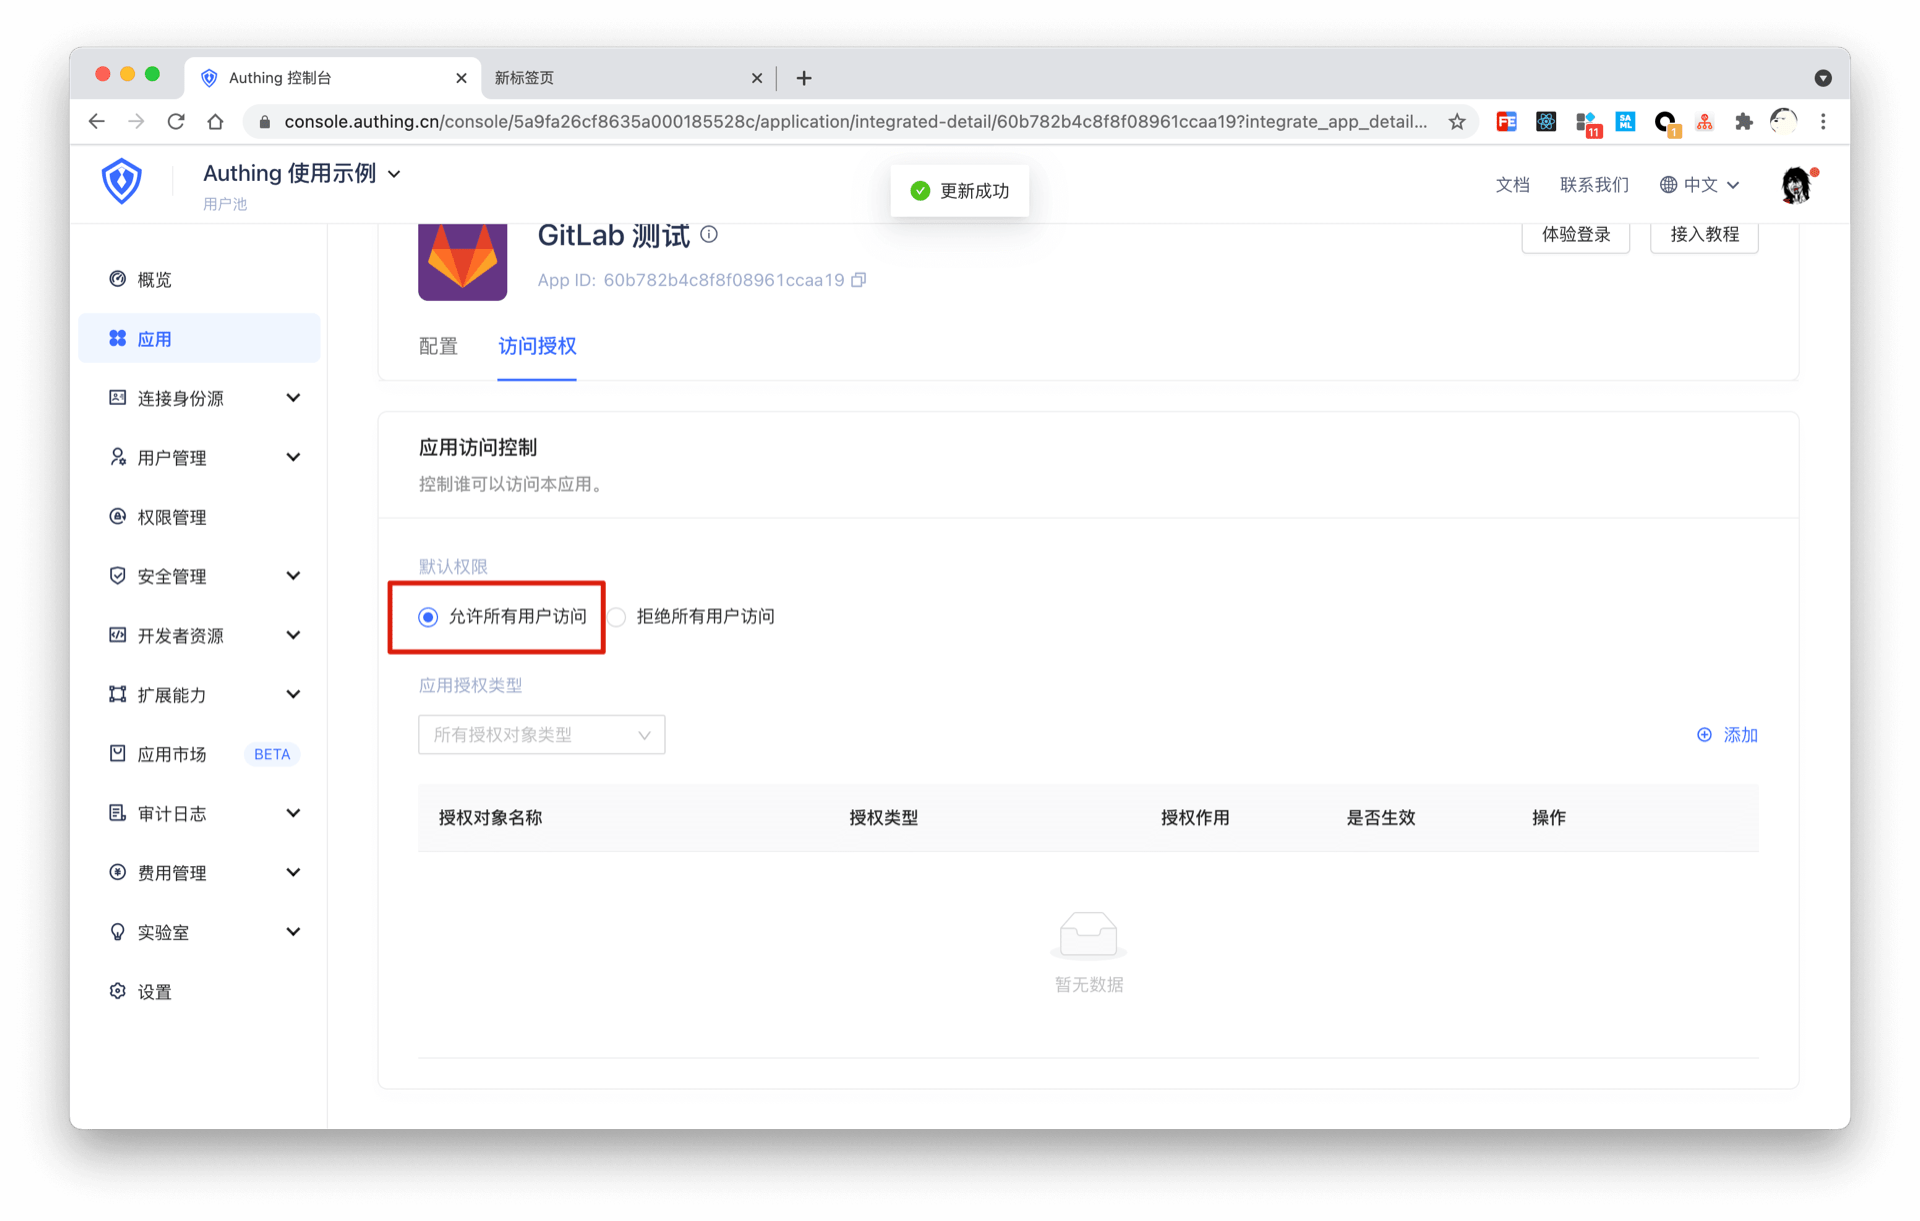 Authing 控制台
新标签页
console.authing.cn/console/5a9fa26cf8635a000185528c/application/integrated-detail/60b782b4c8f8f08961ccaa19?integrate_app_detail...
FE
11
SA
ML
1
Authing 使用示例
用户池
更新成功
文档
联系我们
中文
GitLab 测试
体验登录
接入教程
App ID: 60b782b4c8f8f08961ccaa19
配置
访问授权
概览
应用
连接身份源
用户管理
权限管理
安全管理
开发者资源
扩展能力
应用市场
BETA
审计日志
费用管理
实验室
设置
应用访问控制
控制谁可以访问本应用。
默认权限
允许所有用户访问
拒绝所有用户访问
应用授权类型
所有授权对象类型
添加
授权对象名称 授权类型 授权作用 是否生效 操作
暂无数据